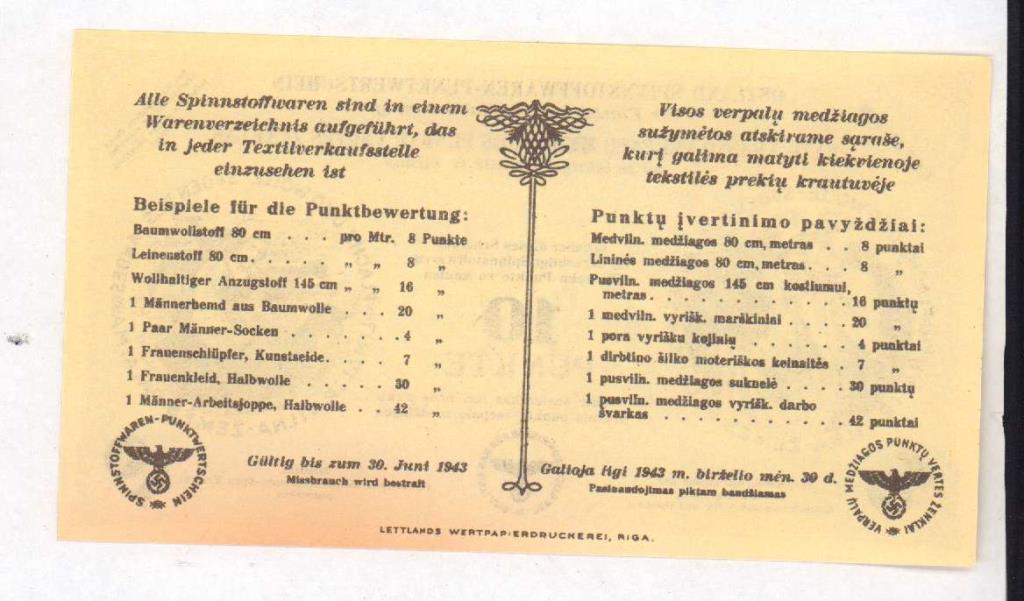 Alle Spinnstoffwaren sind in einem
Warenverzeichnis aufgeführt, das
in jeder Textilverkaufsstelle
einzusehen ist
Beispiele für die Punktbewertung:
Baumwollstoff 80 cm . . . pro Mtr. 8 Punkte
Leinenstoff 80 cm . . . . . „ „ 8 „
Wollhaltiger Anzugstoff 145 cm „ „ 16 „
1 Männerhemd aus Baumwolle . . . . 20 „
1 Paar Männer-Socken . . . . . . . 4 „
1 Frauenschlüpfer, Kunstseide. . . . . 7 „
1 Frauenkleid, Halbwolle . . . . . . 30 „
1 Männer-Arbeitsjoppe, Halbwolle . . 42 „
SPINNSTOFFWAREN-PUNKTWERTSCHEIN
Gültig bis zum 30. Juni 1943
Missbrauch wird bestraft
Visos verpalų medžiagos
sužymėtos atskirame sąraše,
kurį galima matyti kiekvienoje
tekstilės prekių krautuvėje
Punktų įvertinimo pavyždžiai:
Medviln. medžiagos 80 cm, metras . . 8 punktai
Lininės medžiagos 80 cm, metras . . . 8 „
Pusviln. medžiagos 145 cm kostiumui,
metras . . . . . . . . . . . . . 16 punktų
1 medviln. vyrišk. marškiniai . . . . . 20 „
1 pora vyrišku kojinių . . . . . . . 4 punktai
1 dirbtino šilko moteriškos kelnaitės . 7 „
1 pusviln. medžiagos suknelė . . . . . 30 punktų
1 pusviln. medžiagos vyrišk. darbo
švarkas . . . . . . . . . . . . . 42 punktai
Galioja ligi 1943 m. birželio mėn. 30 d.
Pasinaudojimas piktam baudžiamas
VERPALŲ MEDŽIAGOS PUNKTŲ VERTĖS ŽENKLAI
LETTLANDS WERTPAPIERDRUCKEREI, RIGA.
10